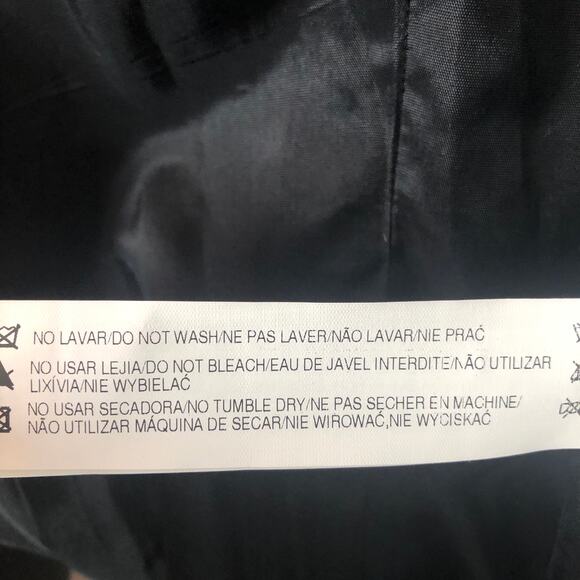 NO LAVAR/DO NOT WASH/NE PAS LAVER/NÃO LAVAR/NIE PRAĆ
NO USAR LEJIA/DO NOT BLEACH/EAU DE JAVEL INTERDITE/NÃO UTILIZAR
LIXÍVIA/NIE WYBIELAĆ
NO USAR SECADORA/NO TUMBLE DRY/NE PAS SECHER EN MACHINE/
NÃO UTILIZAR MÁQUINA DE SECAR/NIE WIROWAĆ,NIE WYCISKAĆ